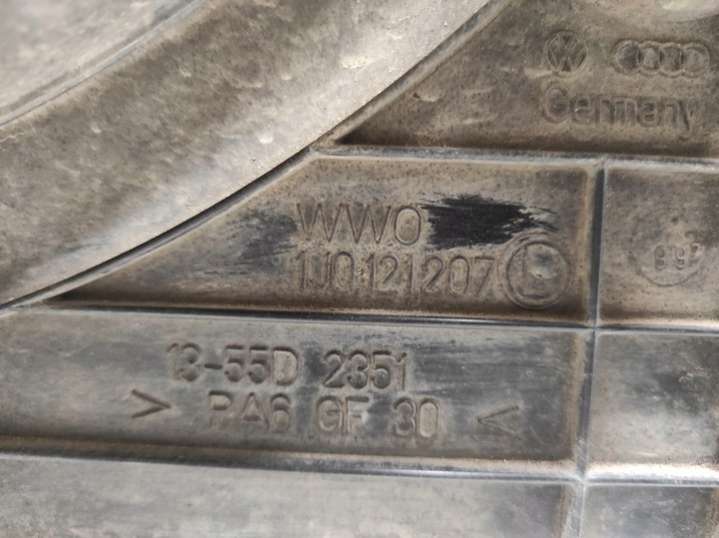 Germany
WWO
1J0121207 L
13-55D 2351
> PA6 GF 30 <